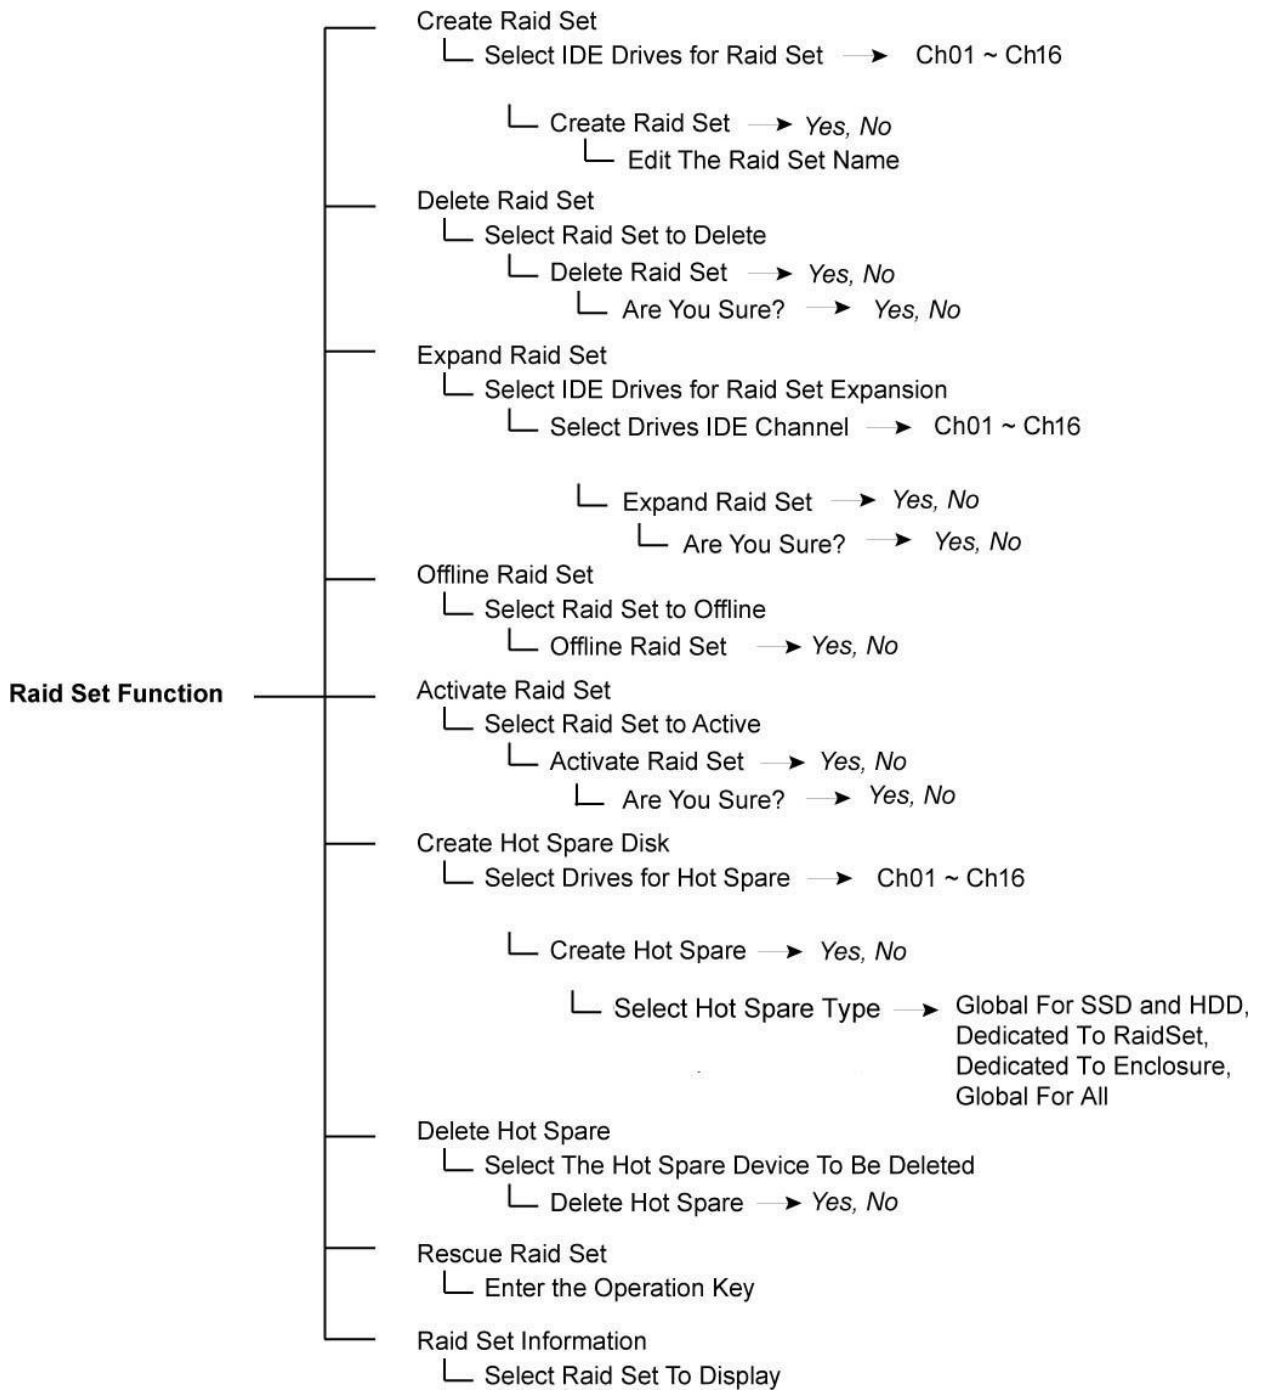 Create Raid Set
Select IDE Drives for Raid Set Ch01 ~ Ch16
Create Raid Set Yes, No
Edit The Raid Set Name
Delete Raid Set
Select Raid Set to Delete
Delete Raid Set Yes, No
Are You Sure? Yes, No
Expand Raid Set
Select IDE Drives for Raid Set Expansion
Select Drives IDE Channel Ch01 ~ Ch16
Expand Raid Set Yes, No
Are You Sure? Yes, No
Offline Raid Set
Select Raid Set to Offline
Offline Raid Set Yes, No
Raid Set Function
Activate Raid Set
Select Raid Set to Active
Activate Raid Set Yes, No
Are You Sure? Yes, No
Create Hot Spare Disk
Select Drives for Hot Spare Ch01 ~ Ch16
Create Hot Spare Yes, No
Select Hot Spare Type Global For SSD and HDD,
Dedicated To RaidSet,
Dedicated To Enclosure,
Global For All
Delete Hot Spare
Select The Hot Spare Device To Be Deleted
Delete Hot Spare Yes, No
Rescue Raid Set
Enter the Operation Key
Raid Set Information
Select Raid Set To Display